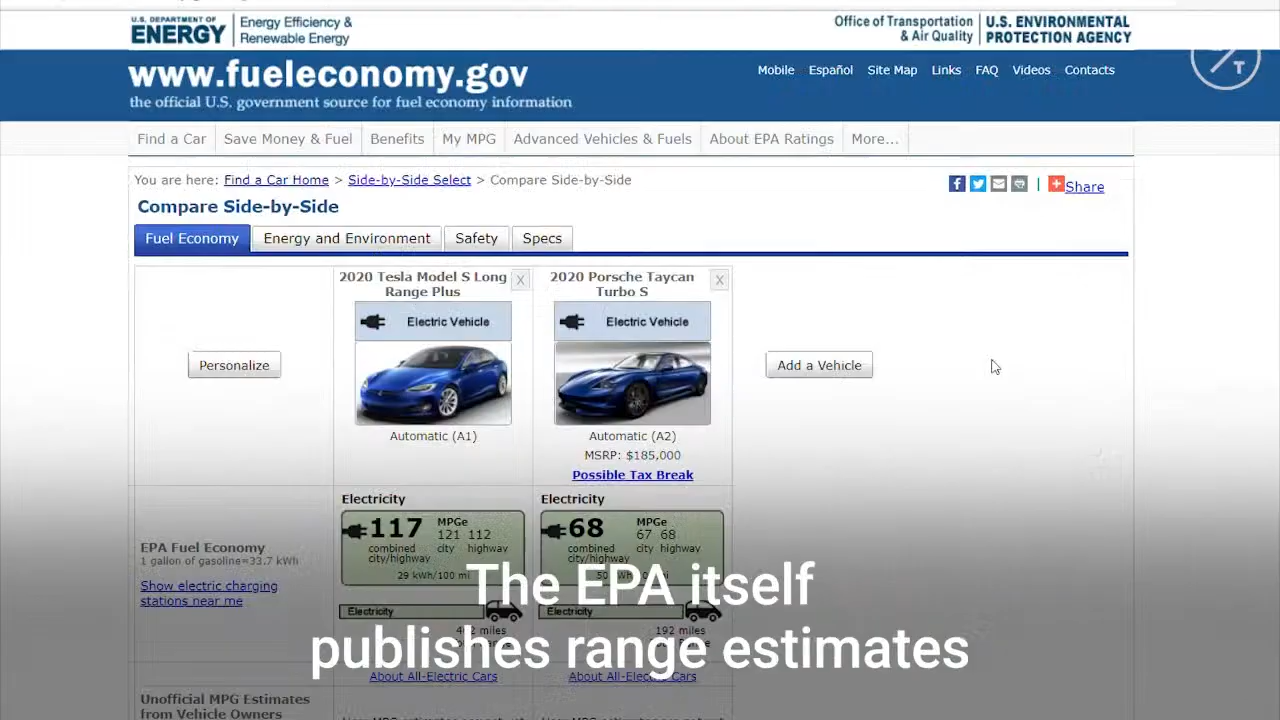 U.S. DEPARTMENT OF
ENERGY
Energy Efficiency &
Renewable Energy
Office of Transportation
& Air Quality
U.S. ENVIRONMENTAL
PROTECTION AGENCY
www.fueleconomy.gov
the official U.S. government source for fuel economy information
Mobile Español Site Map Links FAQ Videos Contacts
T
Find a Car Save Money & Fuel Benefits My MPG Advanced Vehicles & Fuels About EPA Ratings More...
You are here: Find a Car Home > Side-by-Side Select > Compare Side-by-Side
Share
Compare Side-by-Side
Fuel Economy Energy and Environment Safety Specs
2020 Tesla Model S Long
Range Plus
X
2020 Porsche Taycan
Turbo S
X
Electric Vehicle
Electric Vehicle
Personalize
Add a Vehicle
Automatic (A1)
Automatic (A2)
MSRP: $185,000
Possible Tax Break
EPA Fuel Economy
1 gallon of gasoline=33.7 kWh
Show electric charging
stations near me
Electricity
117 MPGe
121 112
combined
city/highway
city highway
29 kWh/100 mi
Electricity
miles
About All-Electric Cars
Electricity
68 MPGe
67 68
combined
city/highway
city highway
Electricity
192 miles
About All-Electric Cars
Unofficial MPG Estimates
from Vehicle Owners
The EPA itself
publishes range estimates